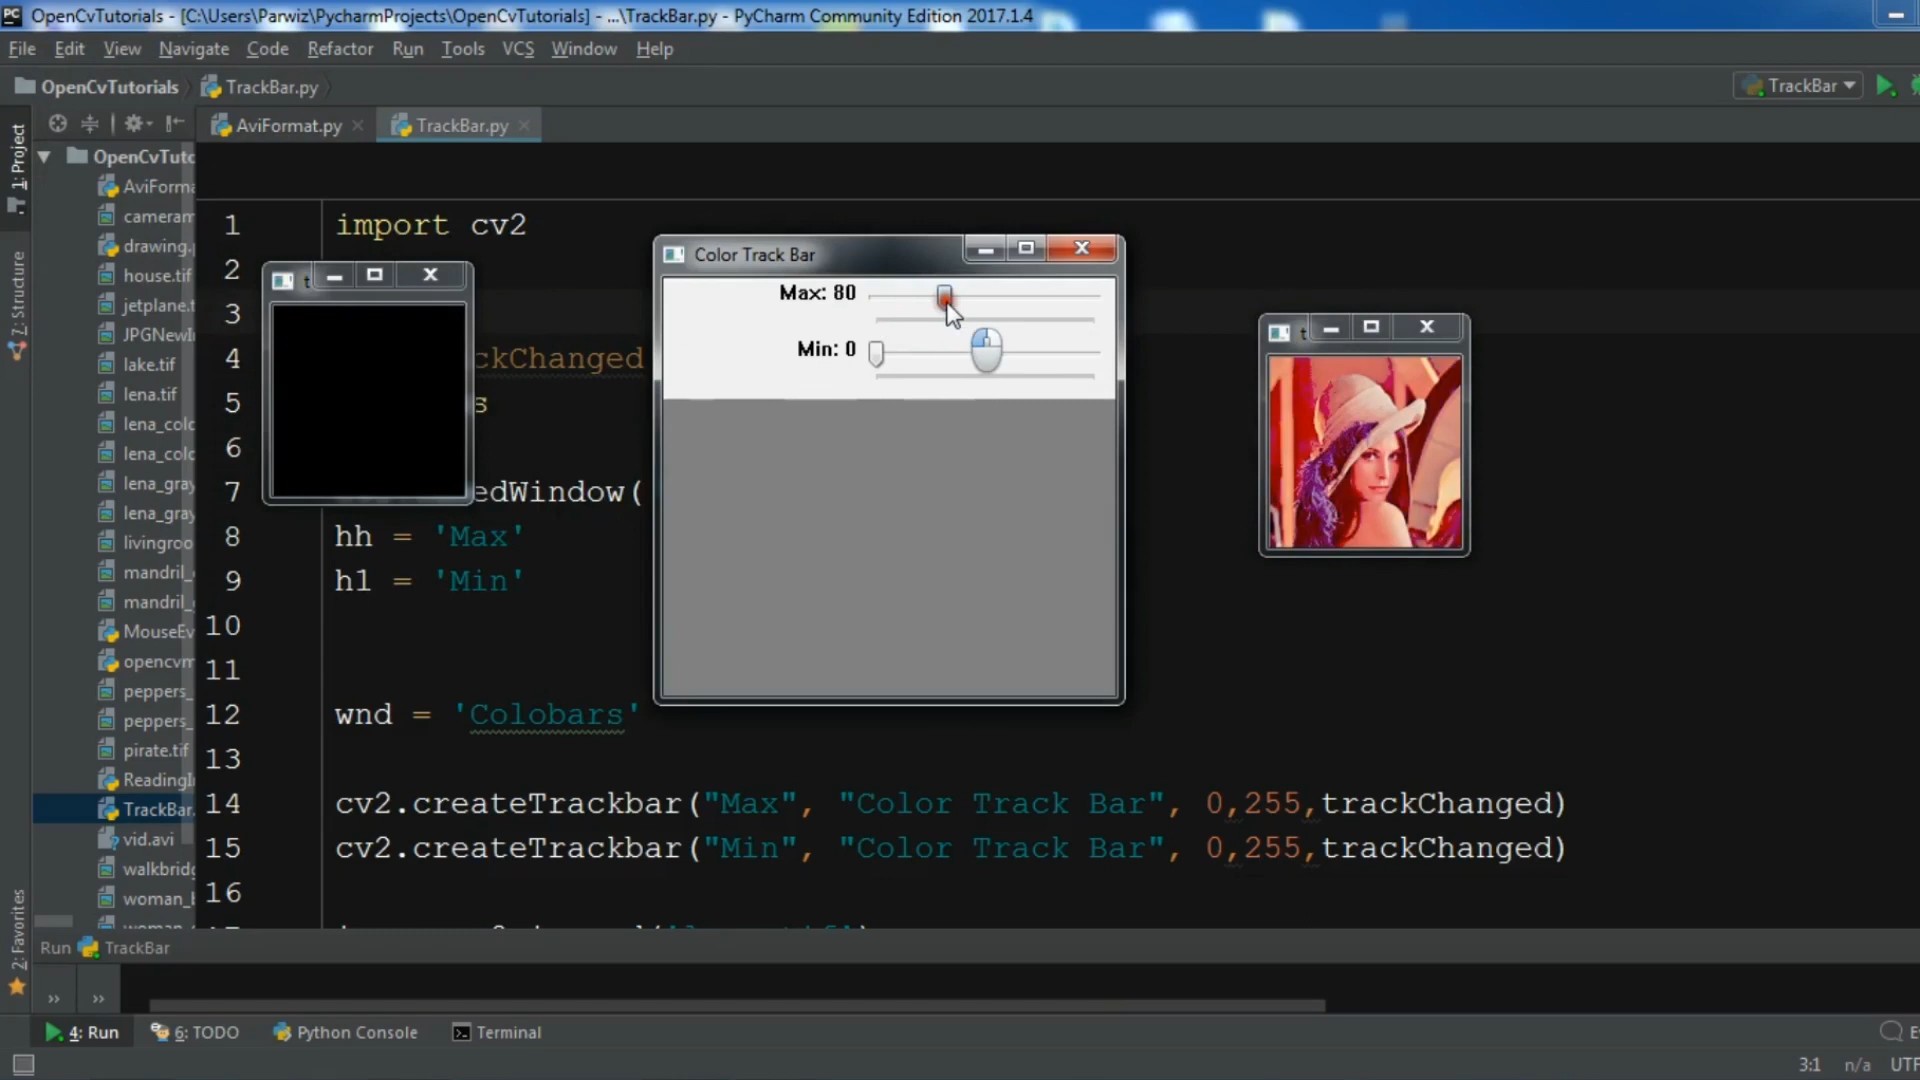 OpenCvTutorials - [C:\Users\Parwiz\PycharmProjects\OpenCvTutorials] - ...\TrackBar.py - PyCharm Community Edition 2017.1.4
File Edit View Navigate Code Refactor Run Tools VCS Window Help
OpenCvTutorials TrackBar.py TrackBar
AviFormat.py TrackBar.py
1: Project
7: Structure
2: Favorites
OpenCvTuto
AviForma
cameram
drawing.
house.tif
jetplane.t
JPGNewI
lake.tif
lena.tif
lena_colo
lena_colo
lena_gray
lena_gray
livingroo
mandril_
mandril_
MouseEv
opencvm
peppers_
peppers_
pirate.tif
ReadingI
TrackBar.
vid.avi
walkbridg
woman_
1 import cv2
2
3
4 ckChanged
5 s
6
7 edWindow(
8 hh = 'Max'
9 h1 = 'Min'
10
11
12 wnd = 'Colobars'
13
14 cv2.createTrackbar("Max", "Color Track Bar", 0,255,trackChanged)
15 cv2.createTrackbar("Min", "Color Track Bar", 0,255,trackChanged)
16
t
Color Track Bar
Max: 80
Min: 0
t
Run TrackBar
» »
4: Run 6: TODO Python Console Terminal
3:1 n/a UTF